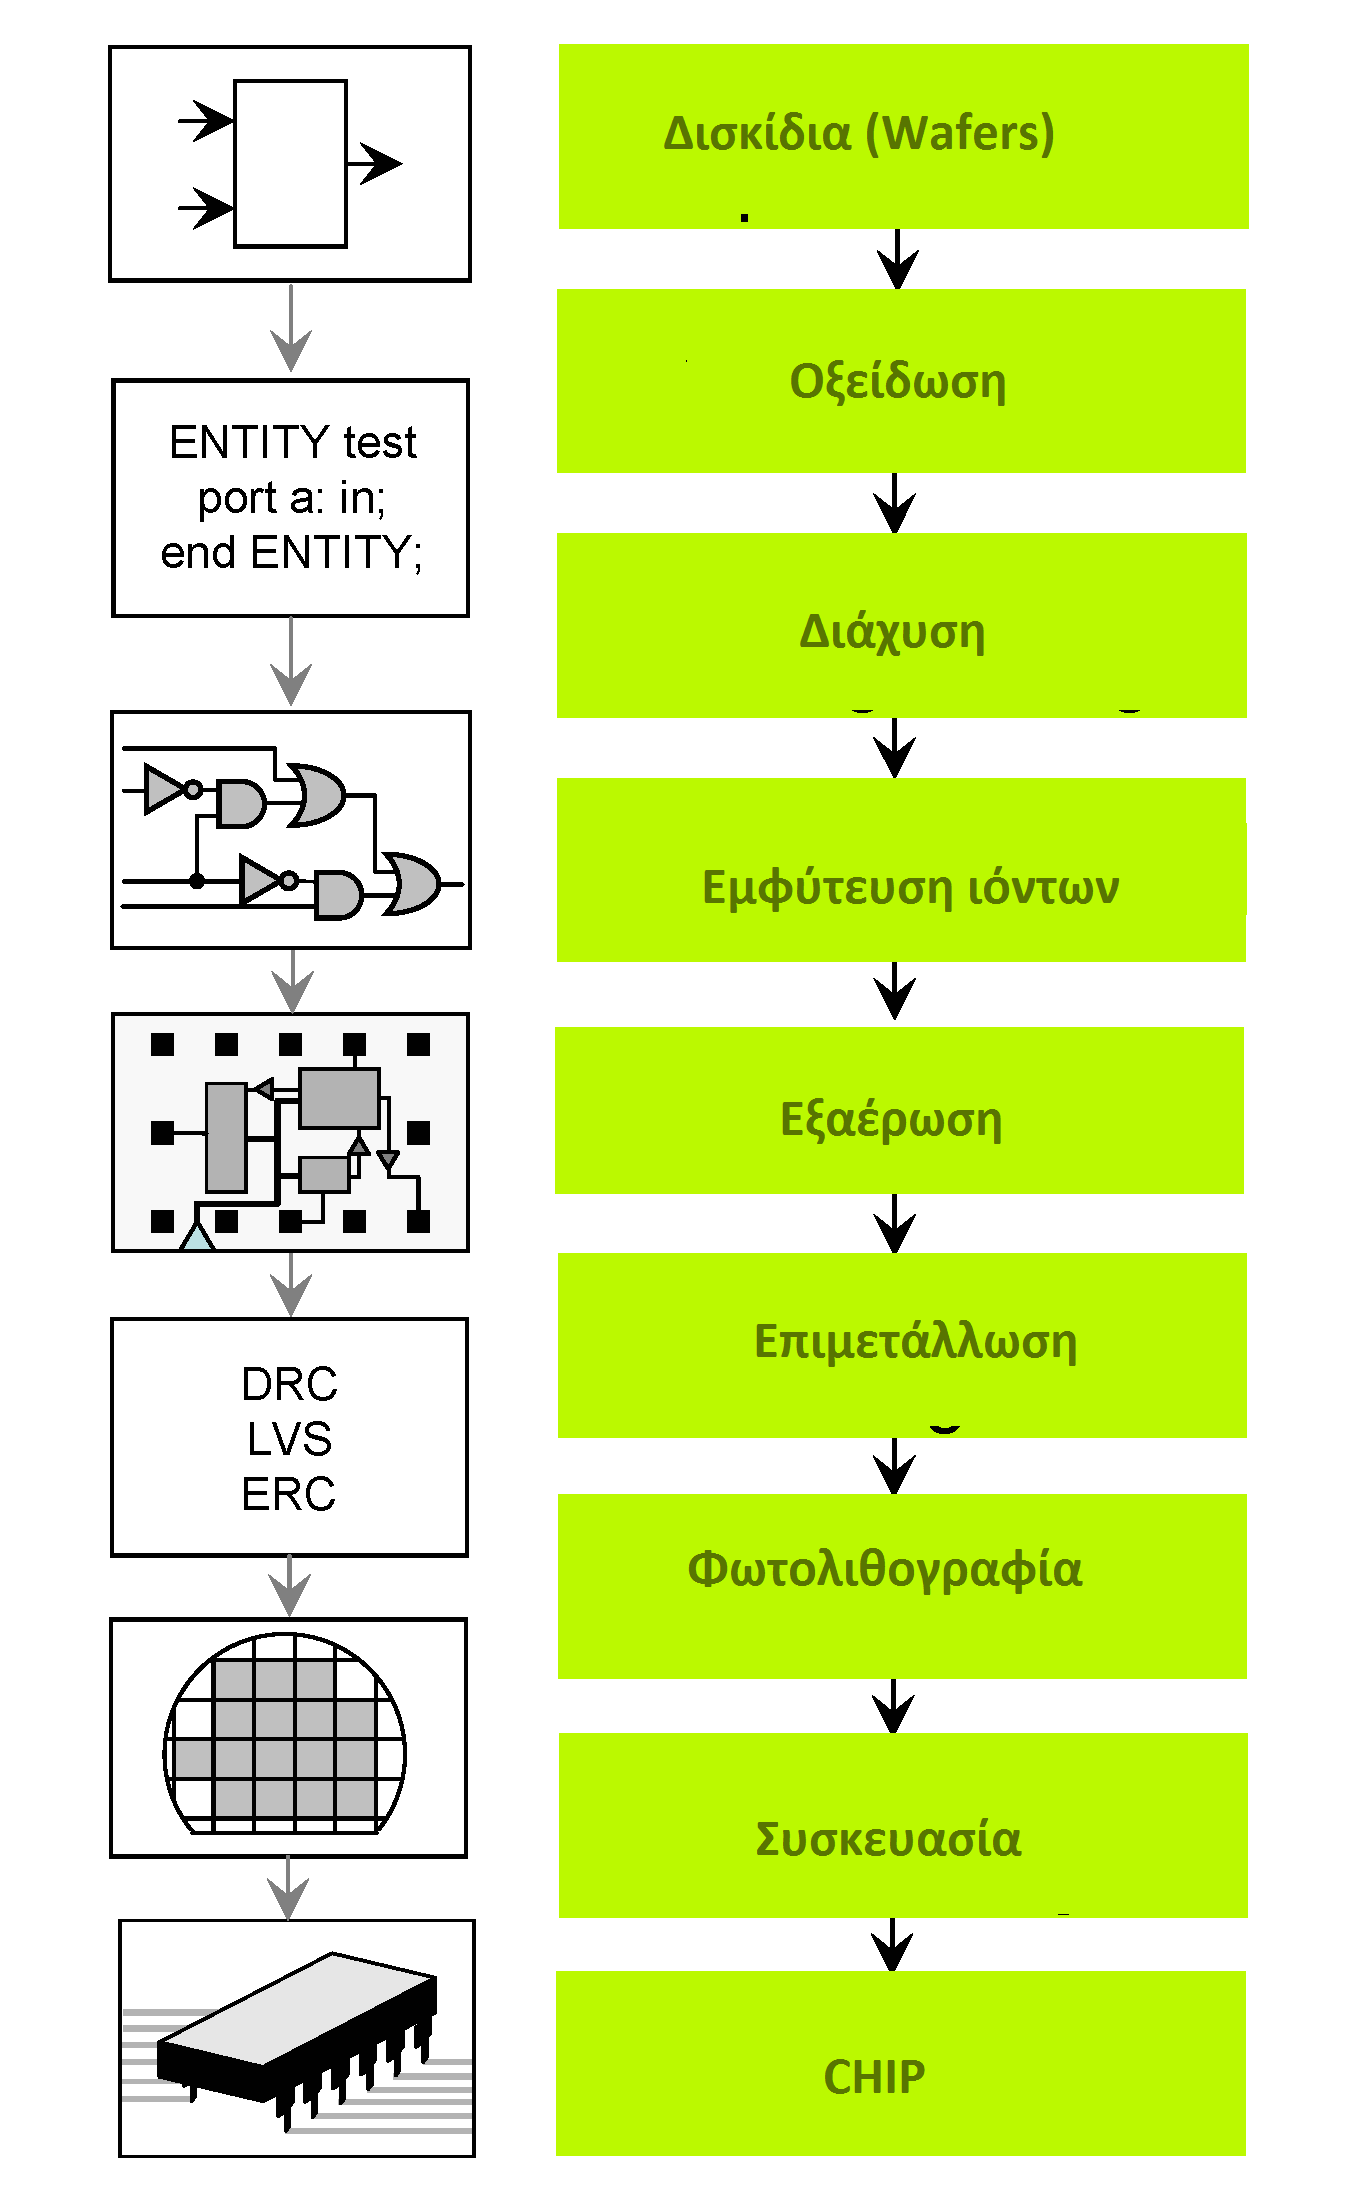 ENTITY test
port a: in;
end ENTITY;
DRC
LVS
ERC
Δισκίδια (Wafers)
Οξείδωση
Διάχυση
Εμφύτευση ιόντων
Εξαέρωση
Επιμετάλλωση
Φωτολιθογραφία
Συσκευασία
CHIP